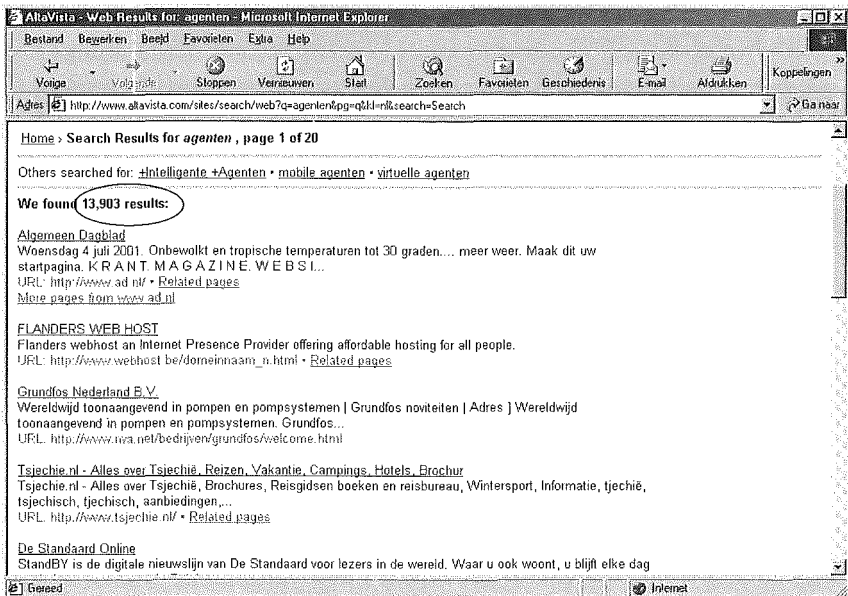 AltaVista - Web Results for: agenten - Microsoft Internet Explorer
Bestand Bewerken Beeld Favorieten Extra Help
Vorige Volgende Stoppen Vernieuwen Start Zoeken Favorieten Geschiedenis E-mail Afdrukken Koppelingen »
Adres http://www.altavista.com/sites/search/web?q=agenten&pg=q&kl=nl&search=Search Ga naar
Home › Search Results for agenten , page 1 of 20
Others searched for: +Intelligente +Agenten • mobile agenten • virtuelle agenten
We found 13,903 results:
Algemeen Dagblad
Woensdag 4 juli 2001. Onbewolkt en tropische temperaturen tot 30 graden.... meer weer. Maak dit uw
startpagina. K R A N T. M A G A Z I N E. W E B S I...
URL: http://www.ad.nl/ • Related pages
More pages from www.ad.nl
FLANDERS WEB HOST
Flanders webhost an Internet Presence Provider offering affordable hosting for all people.
URL: http://www.webhost.be/domeinnaam_n.html • Related pages
Grundfos Nederland B.V.
Wereldwijd toonaangevend in pompen en pompsystemen | Grundfos noviteiten | Adres ] Wereldwijd
toonaangevend in pompen en pompsystemen. Grundfos...
URL: http://www.nva.net/bedrijven/grundfos/welcome.html
Tsjechie.nl - Alles over Tsjechië, Reizen, Vakantie, Campings, Hotels, Brochur
Tsjechie.nl - Alles over Tsjechië, Brochures, Reisgidsen boeken en reisbureau, Wintersport, Informatie, tjechië,
tsjechisch, tjechisch, aanbiedingen,...
URL: http://www.tsjechie.nl/ • Related pages
De Standaard Online
StandBY is de digitale nieuwslijn van De Standaard voor lezers in de wereld. Waar u ook woont, u blijft elke dag
Gereed Internet